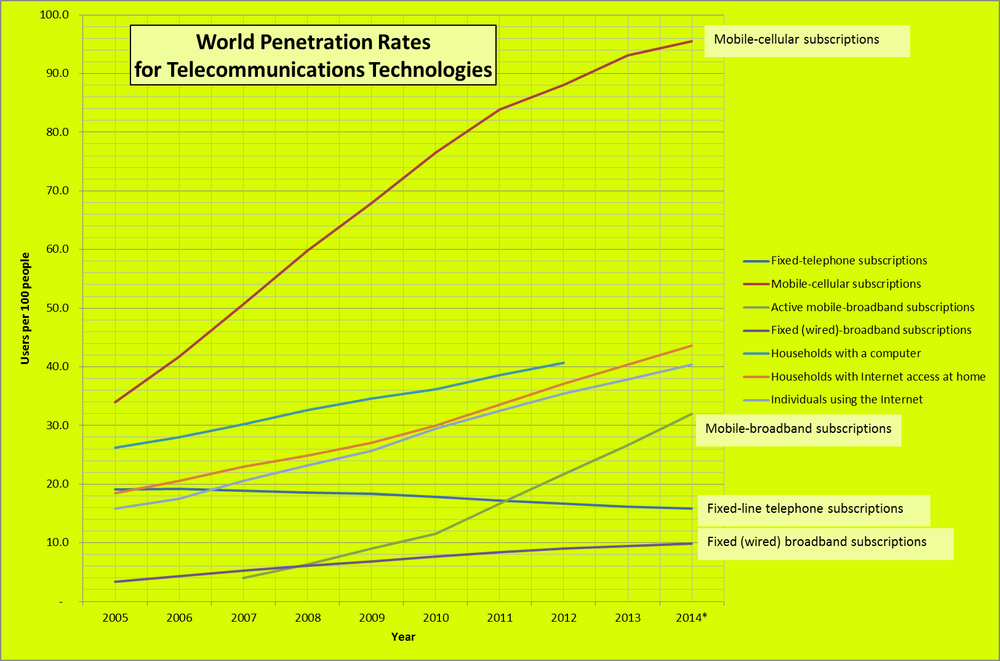 World Penetration Rates
for Telecommunications Technologies
100.0
90.0
80.0
70.0
60.0
50.0
40.0
30.0
20.0
10.0
-
Users per 100 people
2005 2006 2007 2008 2009 2010 2011 2012 2013 2014*
Year
Mobile-cellular subscriptions
Fixed-telephone subscriptions
Mobile-cellular subscriptions
Active mobile-broadband subscriptions
Fixed (wired)-broadband subscriptions
Households with a computer
Households with Internet access at home
Individuals using the Internet
Mobile-broadband subscriptions
Fixed-line telephone subscriptions
Fixed (wired) broadband subscriptions